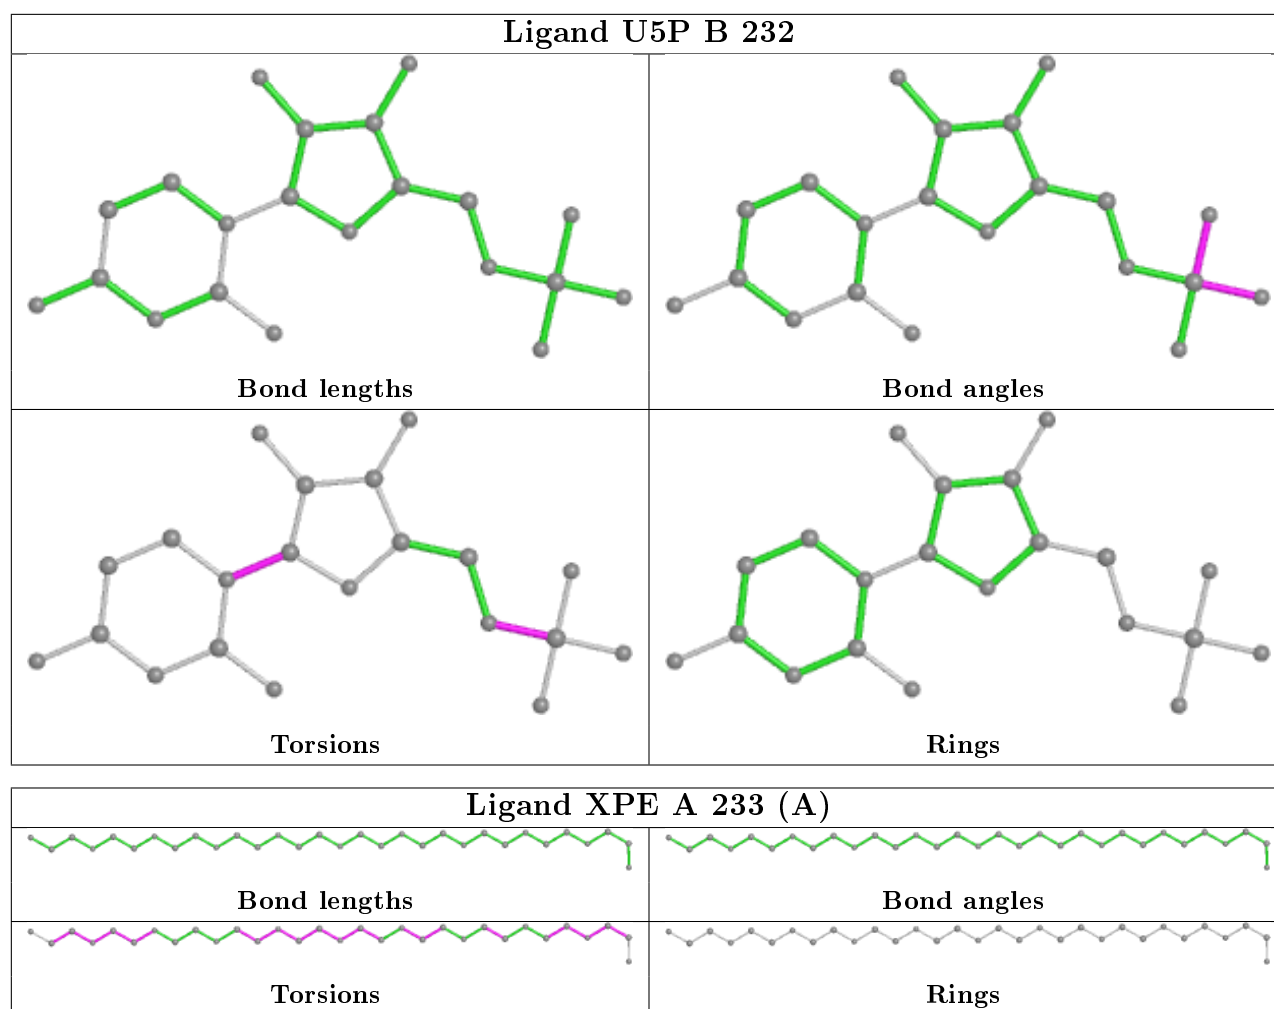 Ligand U5P B 232
Bond lengths
Bond angles
Torsions
Rings
Ligand XPE A 233 (A)
Bond lengths
Bond angles
Torsions
Rings